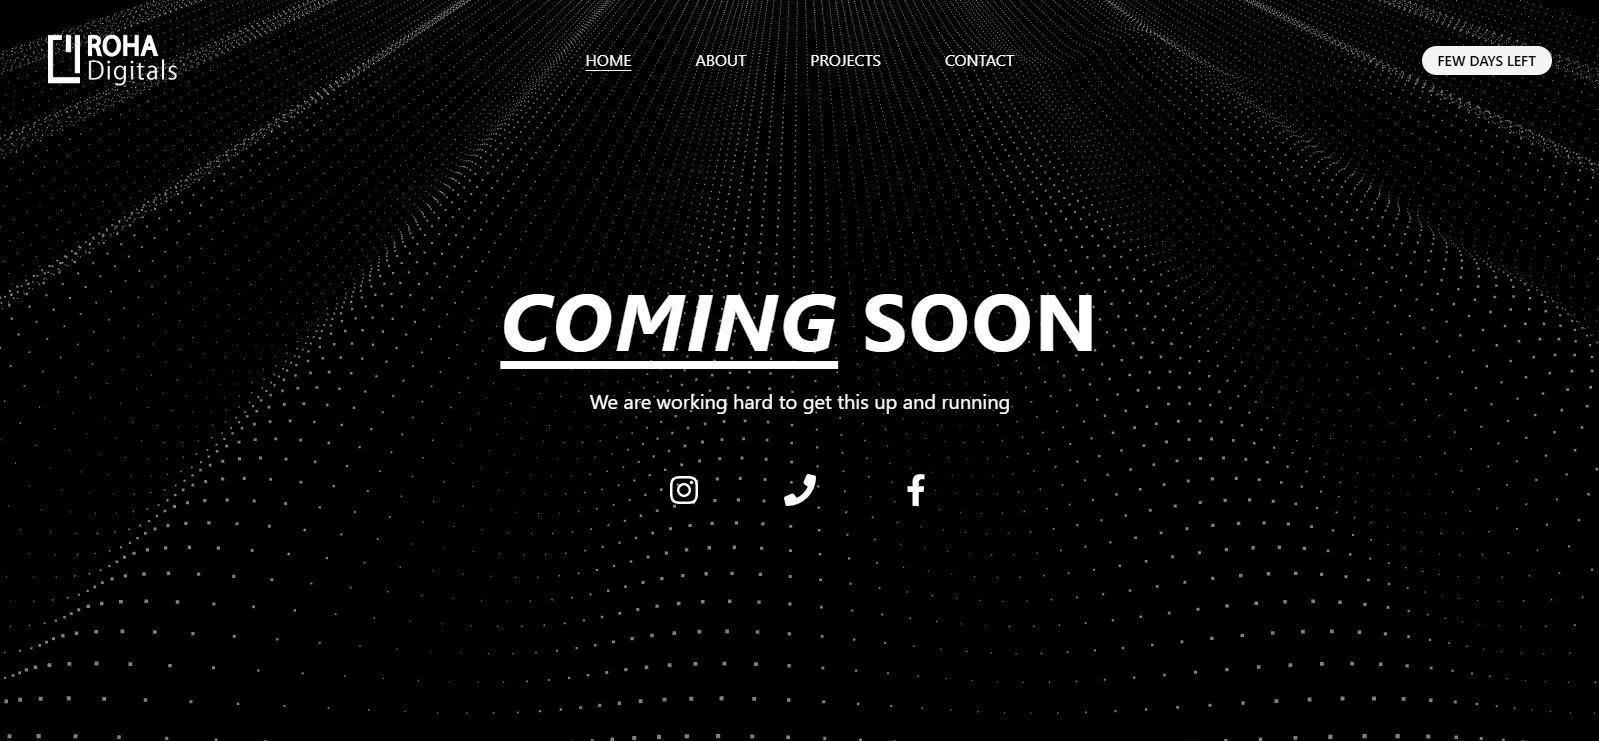 ROHA
Digitals
HOME ABOUT PROJECTS CONTACT
FEW DAYS LEFT
COMING SOON
We are working hard to get this up and running